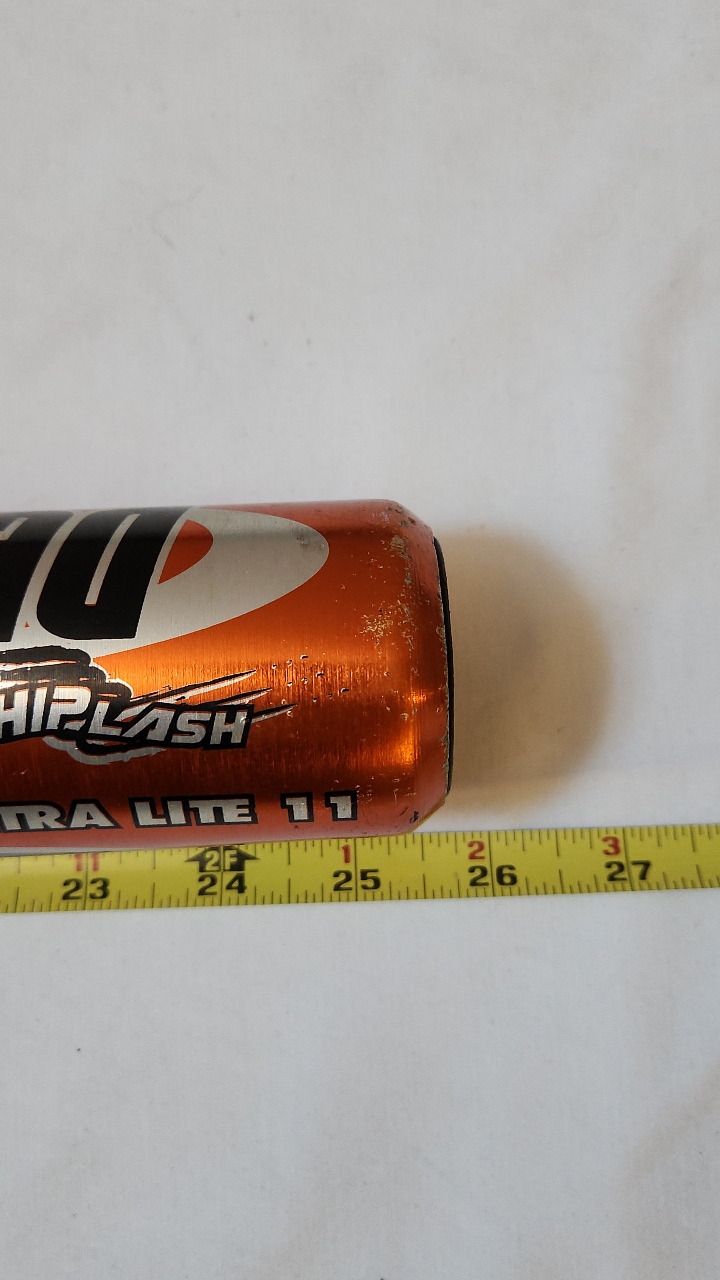 HIPLASH
TRA LITE 11
11 2F 1 2 3
23 24 25 26 27